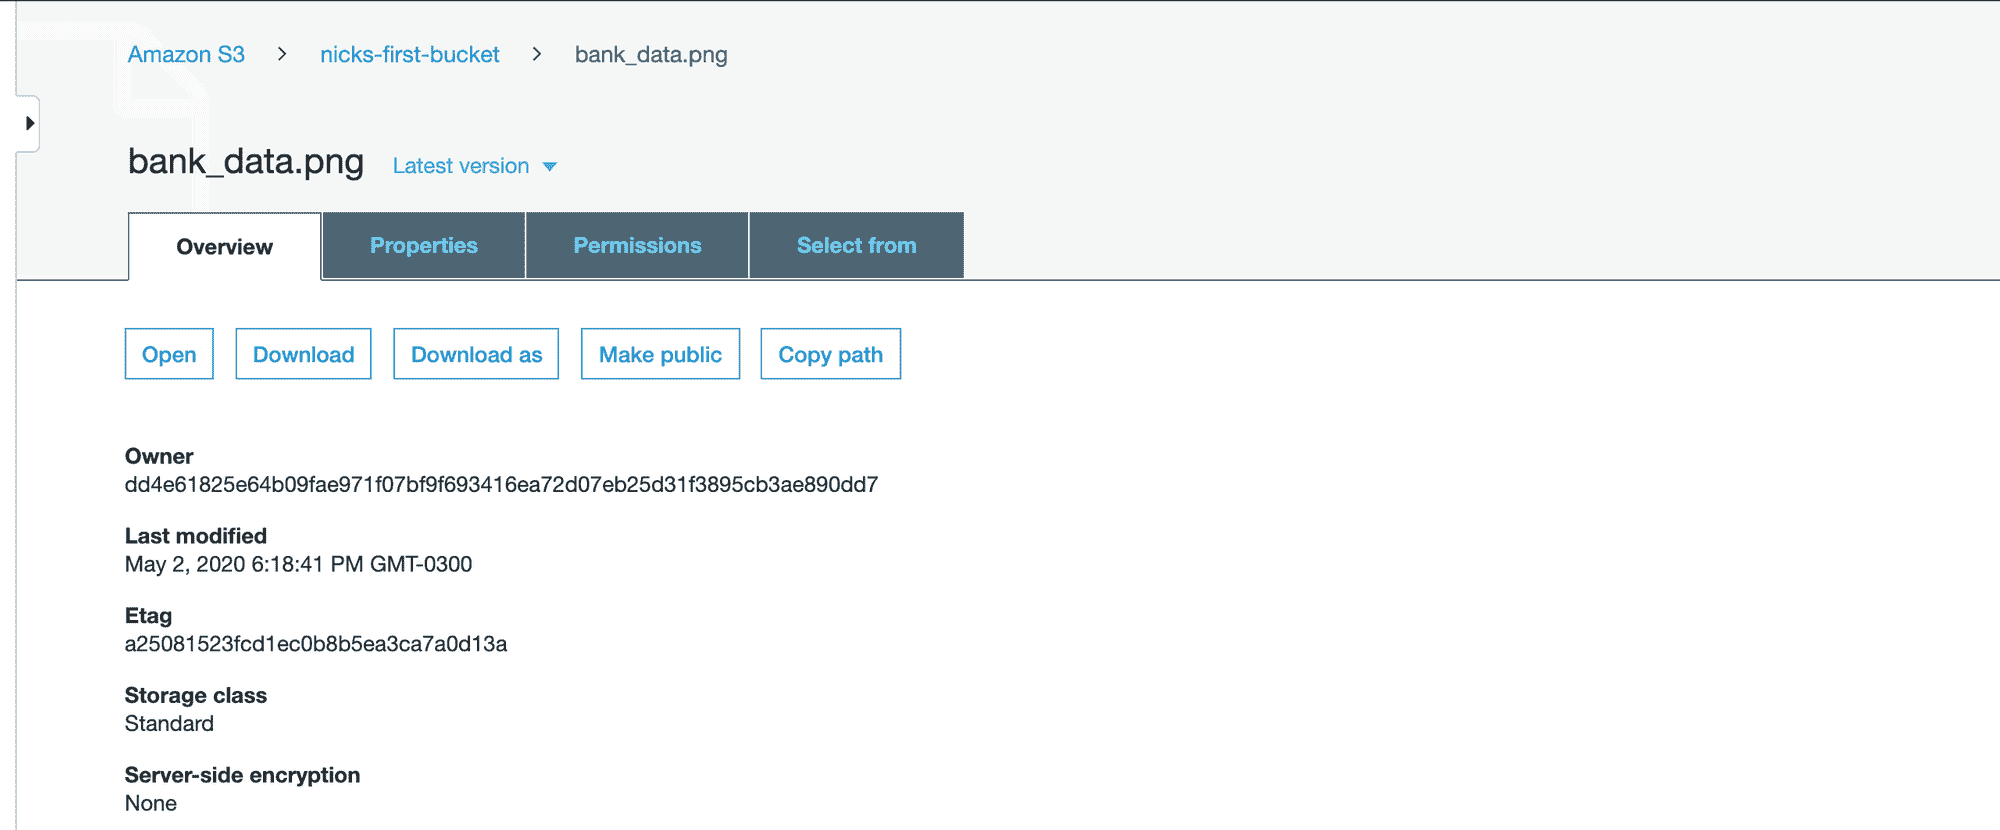 Amazon S3 > nicks-first-bucket > bank_data.png
bank_data.png Latest version
Overview Properties Permissions Select from
Open Download Download as Make public Copy path
Owner
dd4e61825e64b09fae971f07bf9f693416ea72d07eb25d31f3895cb3ae890dd7
Last modified
May 2, 2020 6:18:41 PM GMT-0300
Etag
a25081523fcd1ec0b8b5ea3ca7a0d13a
Storage class
Standard
Server-side encryption
None